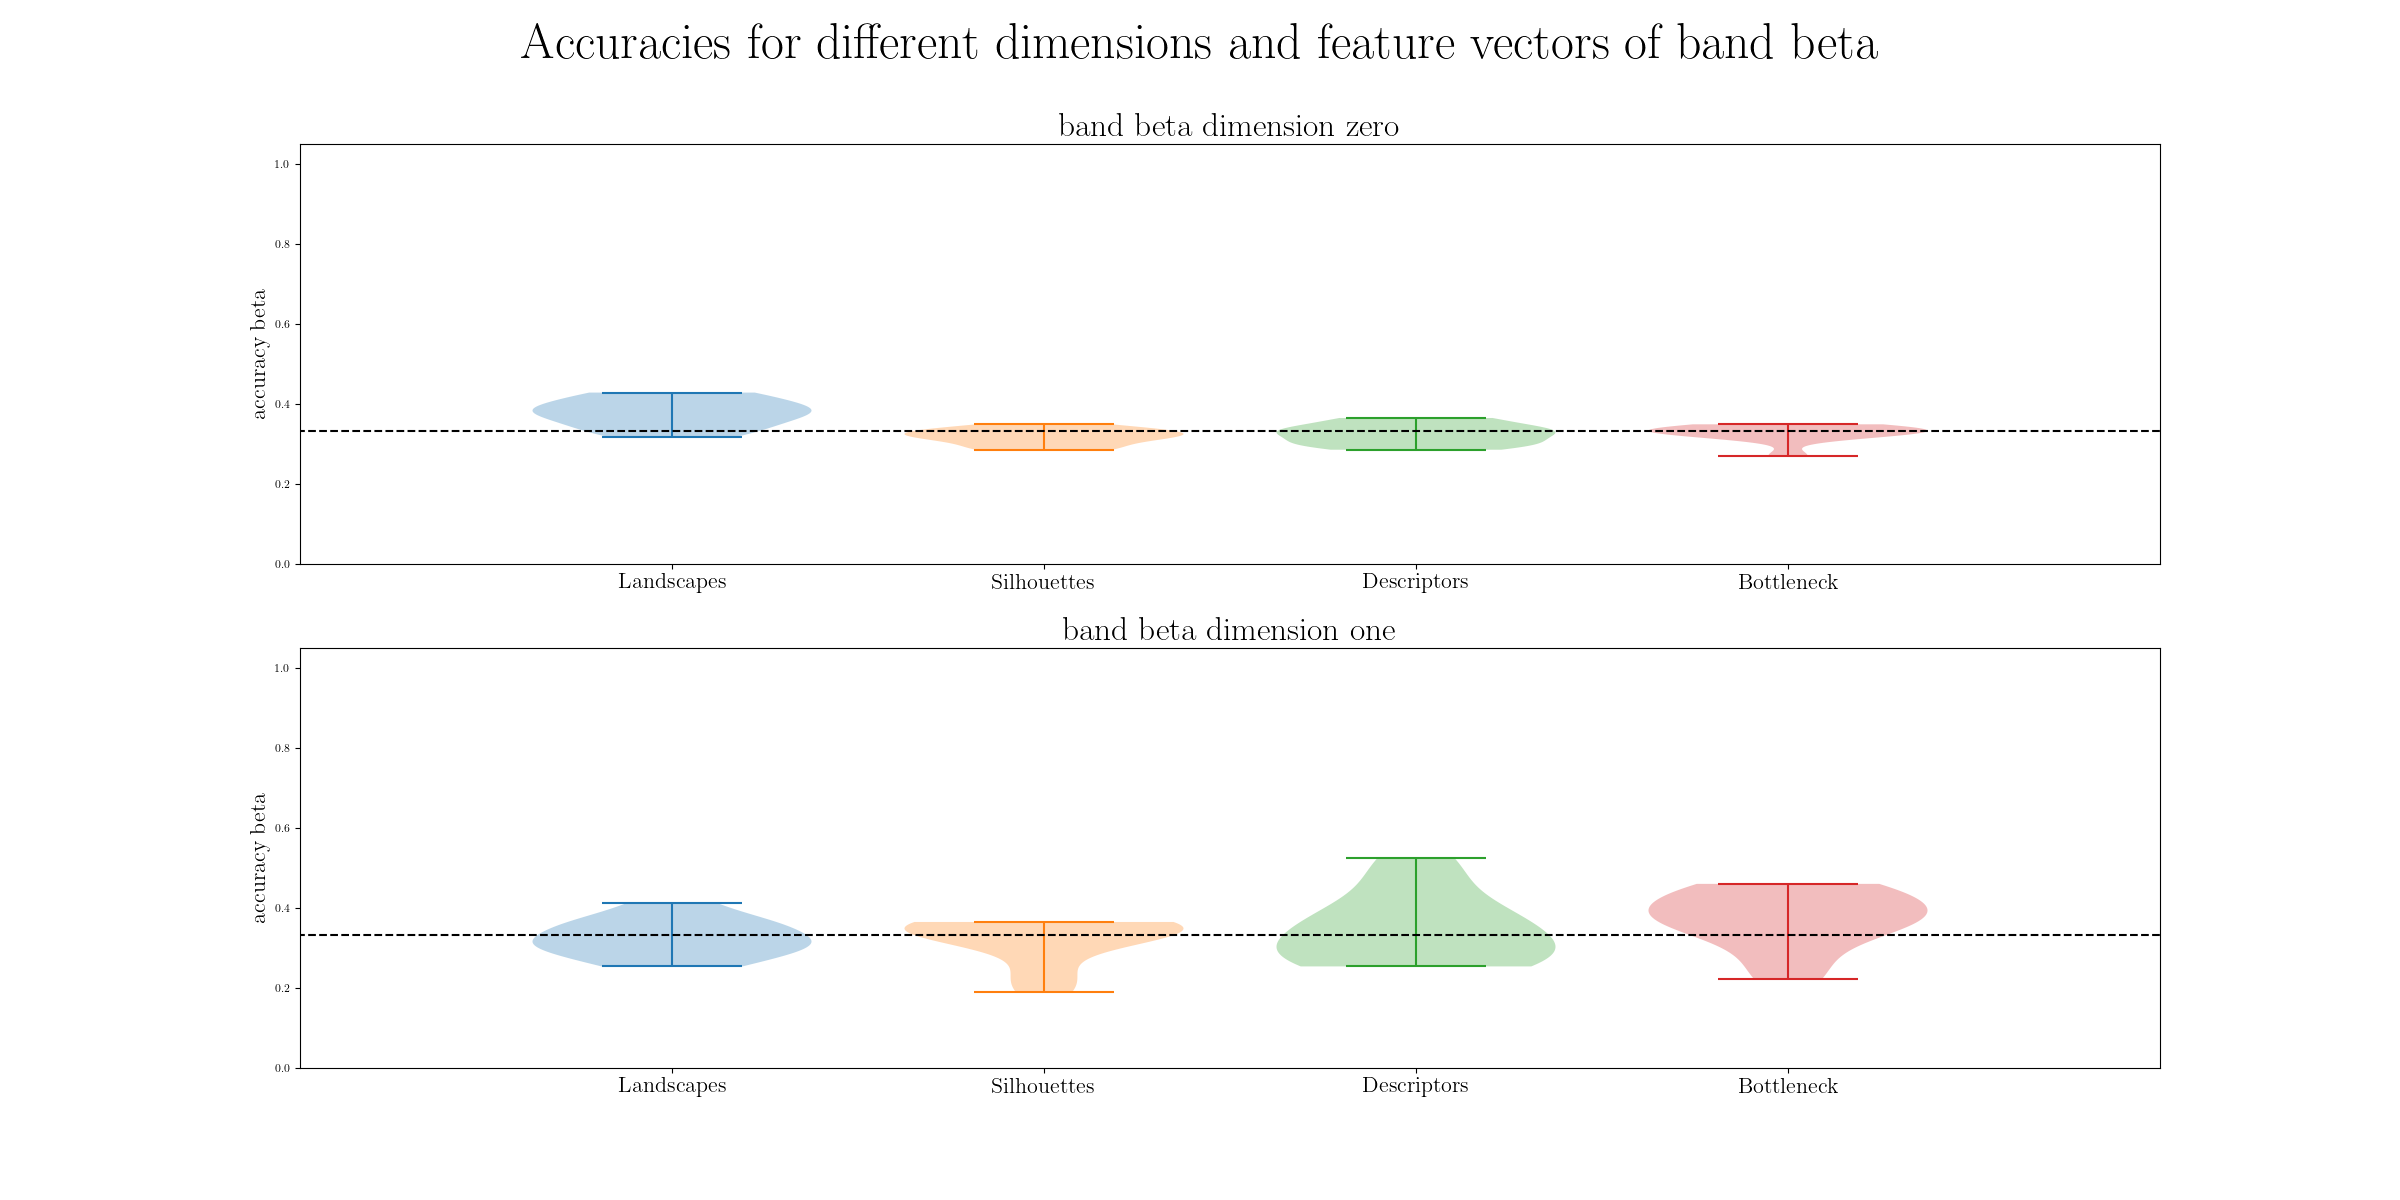 Accuracies for different dimensions and feature vectors of band beta
band beta dimension zero
1.0
0.8
0.6
0.4
0.2
0.0
accuracy beta
Landscapes Silhouettes Descriptors Bottleneck
band beta dimension one
1.0
0.8
0.6
0.4
0.2
0.0
accuracy beta
Landscapes Silhouettes Descriptors Bottleneck